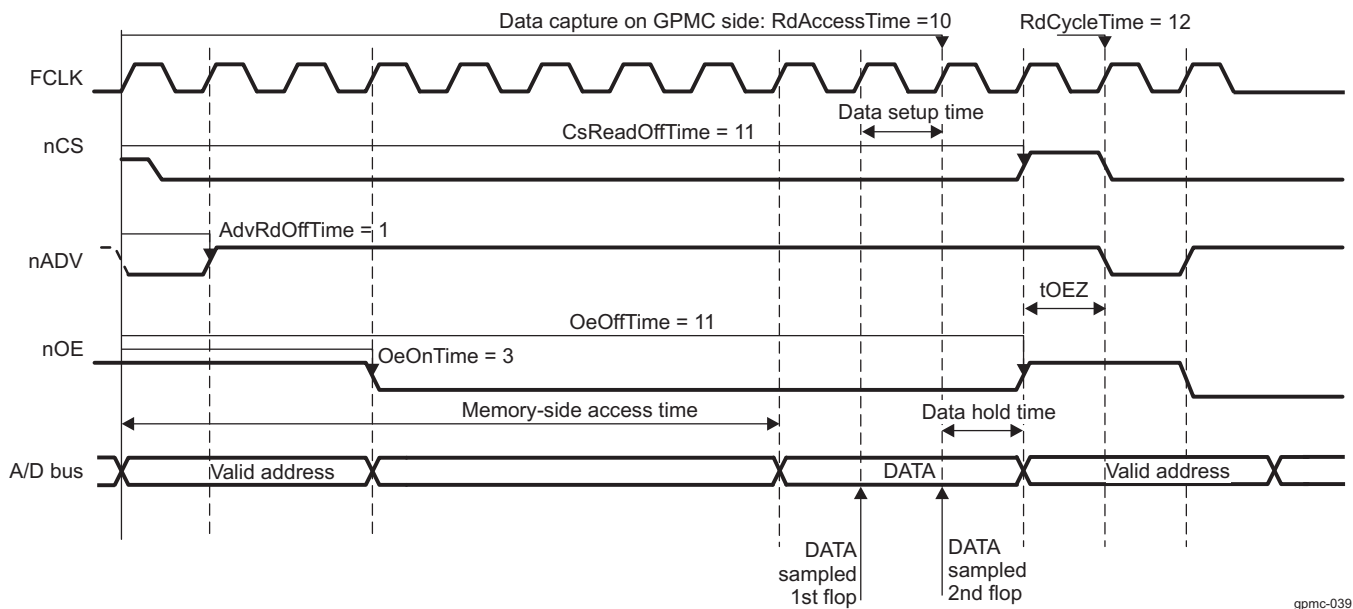 Data capture on GPMC side: RdAccessTime =10
RdCycleTime = 12
FCLK
Data setup time
CsReadOffTime = 11
nCS
AdvRdOffTime = 1
nADV
tOEZ
OeOffTime = 11
nOE
OeOnTime = 3
Memory-side access time
Data hold time
A/D bus
Valid address
DATA
Valid address
DATA
sampled
1st flop
DATA
sampled
2nd flop
gpmc-039